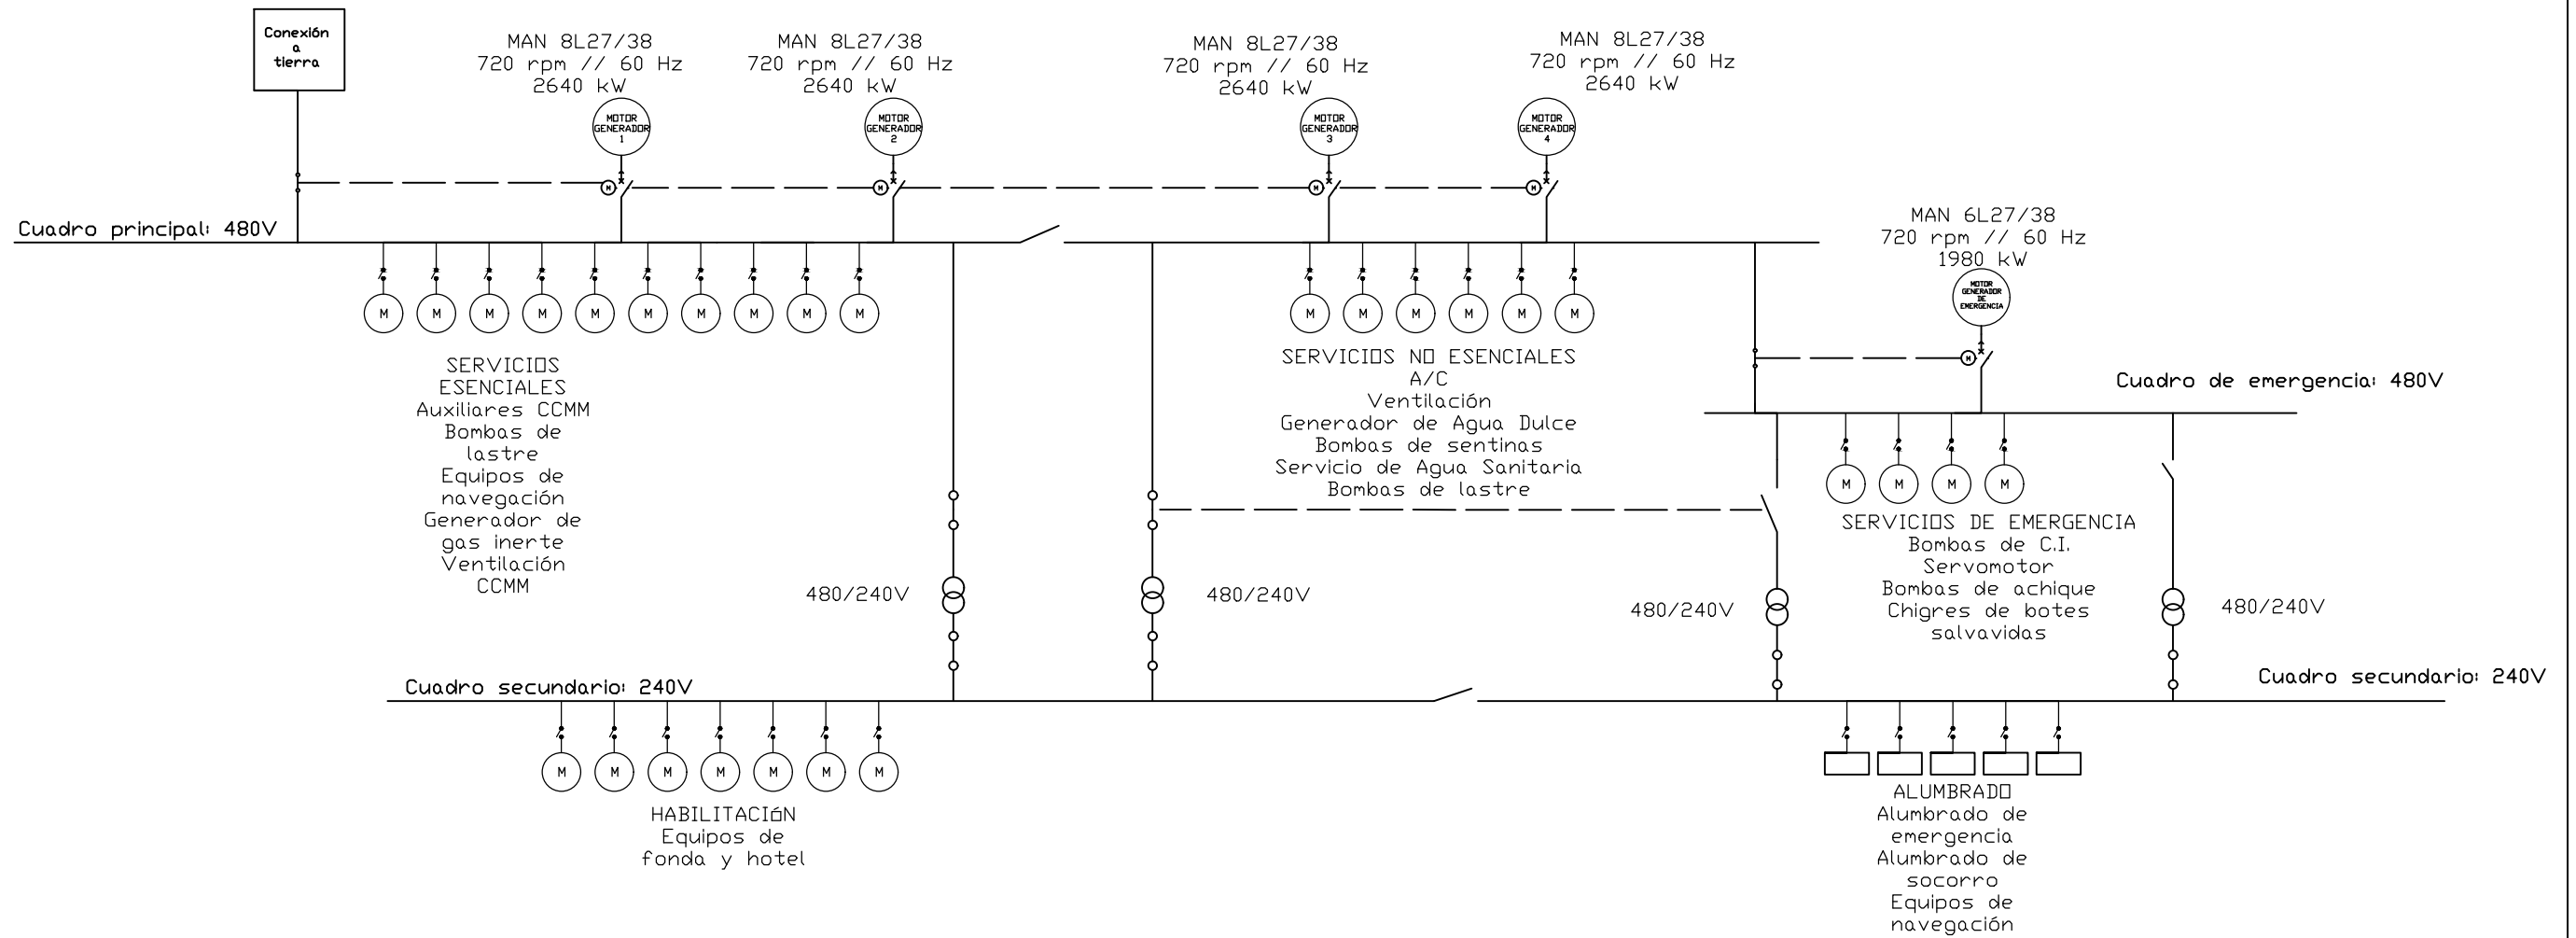 Conexión
a
tierra
MAN 8L27/38
720 rpm // 60 Hz
2640 kW
MOTOR
GENERADOR
1
MAN 8L27/38
720 rpm // 60 Hz
2640 kW
MOTOR
GENERADOR
2
MAN 8L27/38
720 rpm // 60 Hz
2640 kW
MOTOR
GENERADOR
3
MAN 8L27/38
720 rpm // 60 Hz
2640 kW
MOTOR
GENERADOR
4
M
M
M
M
Cuadro principal: 480V
MAN 6L27/38
720 rpm // 60 Hz
1980 kW
MOTOR
GENERADOR
DE
EMERGENCIA
M
Cuadro de emergencia: 480V
M M M M M M M M M M
SERVICIOS
ESENCIALES
Auxiliares CCMM
Bombas de
lastre
Equipos de
navegación
Generador de
gas inerte
Ventilación
CCMM
M M M M M M
SERVICIOS NO ESENCIALES
A/C
Ventilación
Generador de Agua Dulce
Bombas de sentinas
Servicio de Agua Sanitaria
Bombas de lastre
M M M M
SERVICIOS DE EMERGENCIA
Bombas de C.I.
Servomotor
Bombas de achique
Chigres de botes
salvavidas
480/240V
480/240V
480/240V
480/240V
Cuadro secundario: 240V
Cuadro secundario: 240V
M M M M M M M
HABILITACIóN
Equipos de
fonda y hotel
ALUMBRADO
Alumbrado de
emergencia
Alumbrado de
socorro
Equipos de
navegación